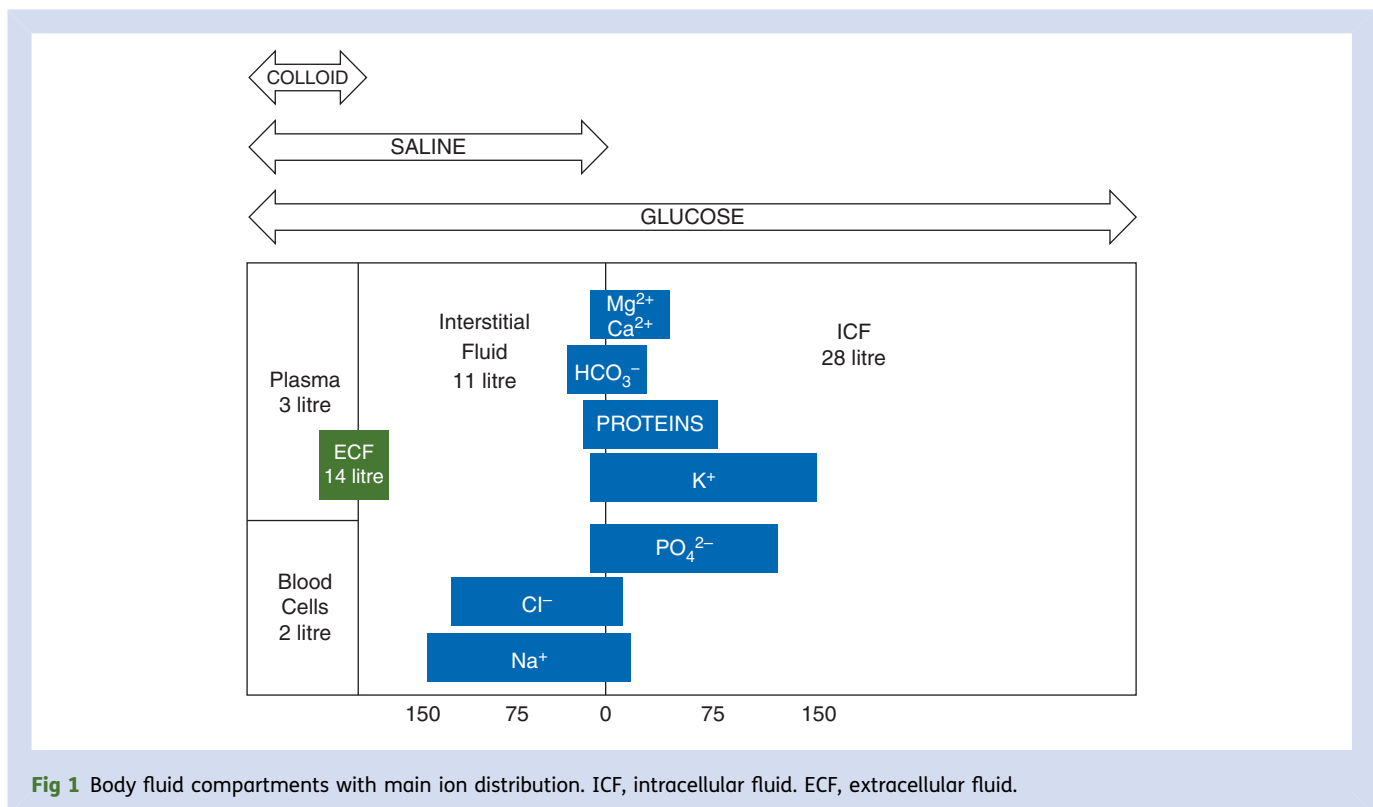 COLLOID
SALINE
GLUCOSE
Plasma
3 litre
ECF
14 litre
Blood
Cells
2 litre
Interstitial
Fluid
11 litre
Mg²⁺
Ca²⁺
HCO₃⁻
PROTEINS
K⁺
PO₄²⁻
Cl⁻
Na⁺
ICF
28 litre
150 75 0 75 150
Fig 1 Body fluid compartments with main ion distribution. ICF, intracellular fluid. ECF, extracellular fluid.